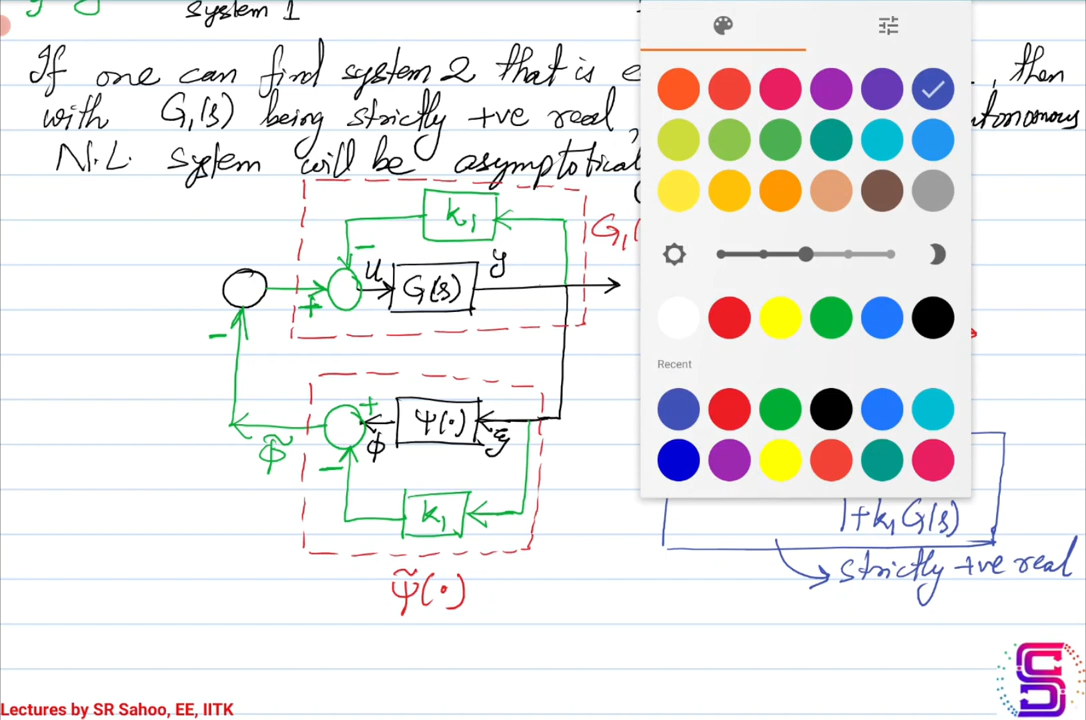 system 1
If one can find system 2 that is e , then
with G₁(s) being strictly +ve real , utonomous
N.L. system will be asymptotical
k₁
G₁(
−
u
G(s)
y
+
−
Recent
+
Ψ(·)
Φ
y
Φ̃
−
k₁
1+k₁G(s)
strictly +ve real
Ψ̃(·)
Lectures by SR Sahoo, EE, IITK